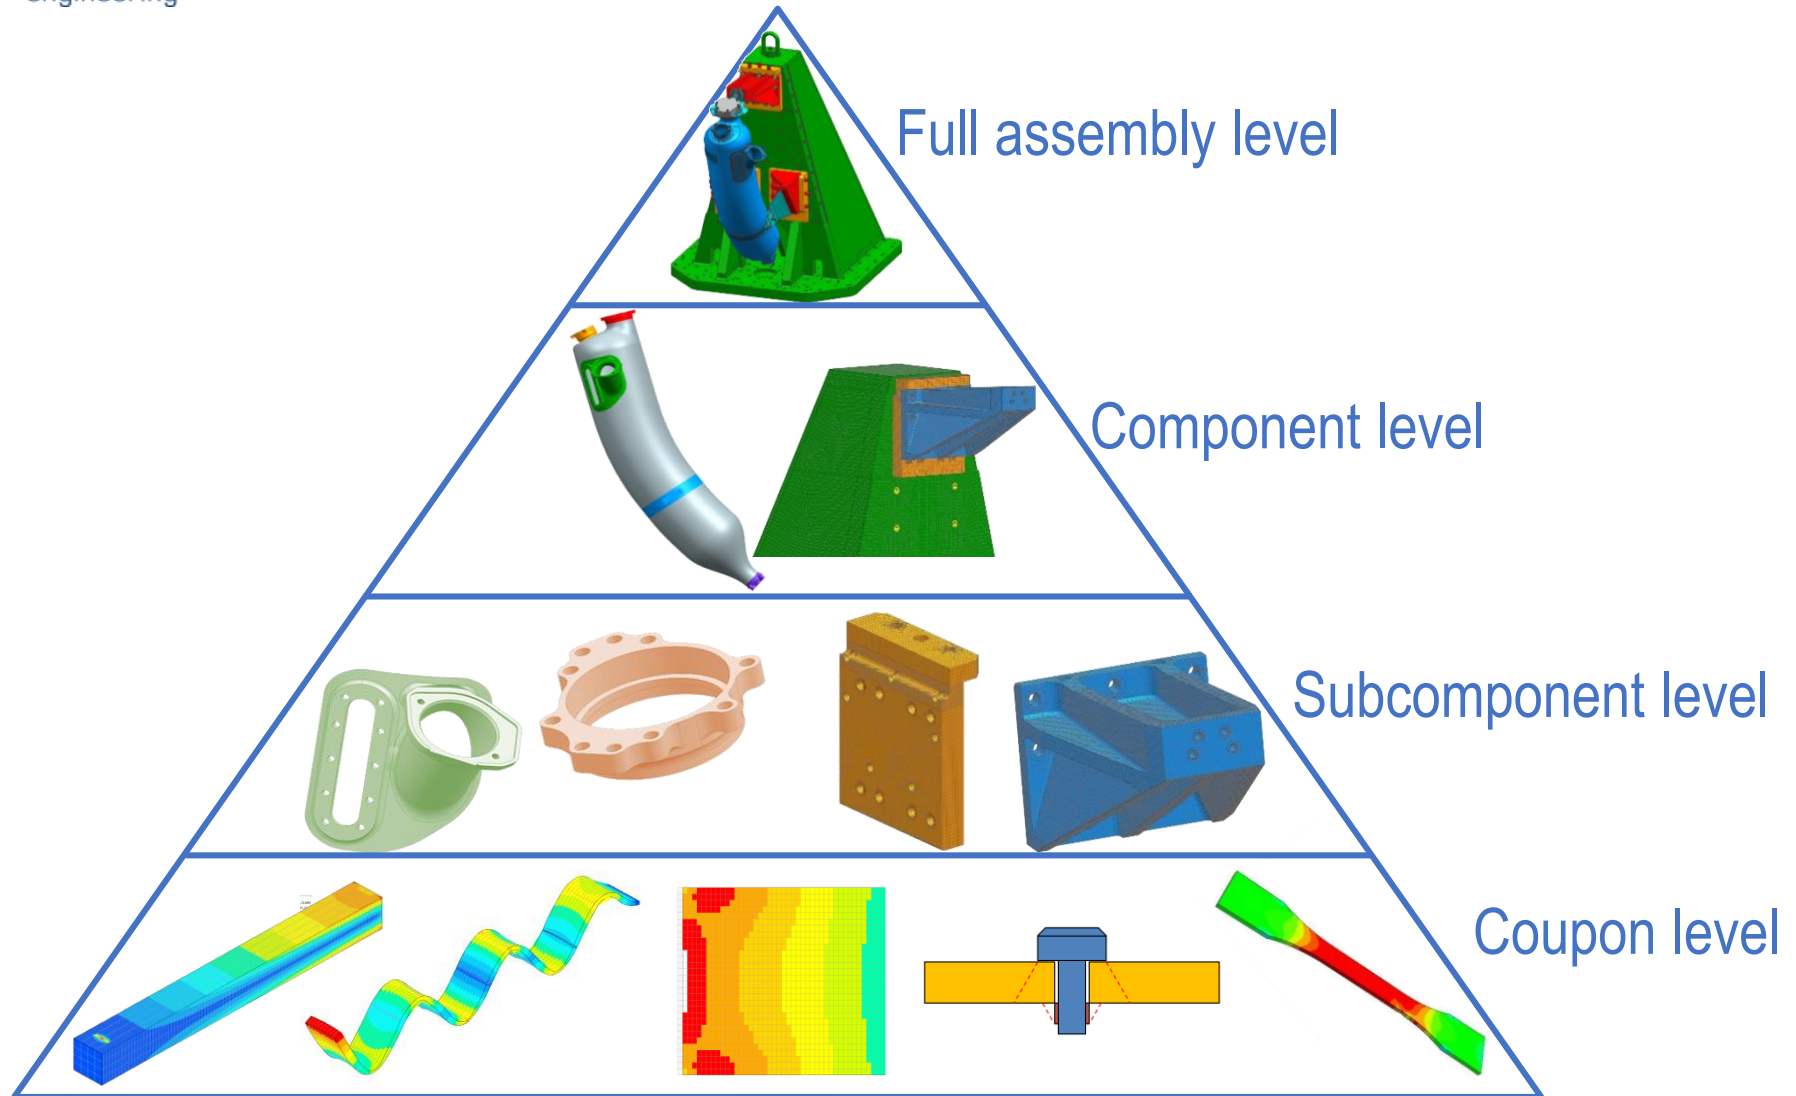 Full assembly level
Component level
Subcomponent level
Coupon level